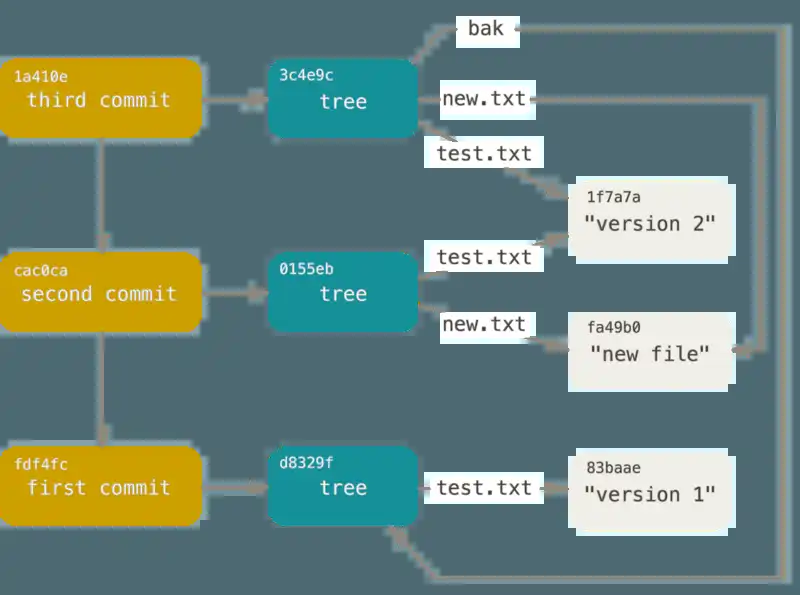 bak
1a410e
third commit
3c4e9c
tree
new.txt
test.txt
1f7a7a
"version 2"
cac0ca
second commit
0155eb
tree
test.txt
new.txt
fa49b0
"new file"
fdf4fc
first commit
d8329f
tree
test.txt
83baae
"version 1"